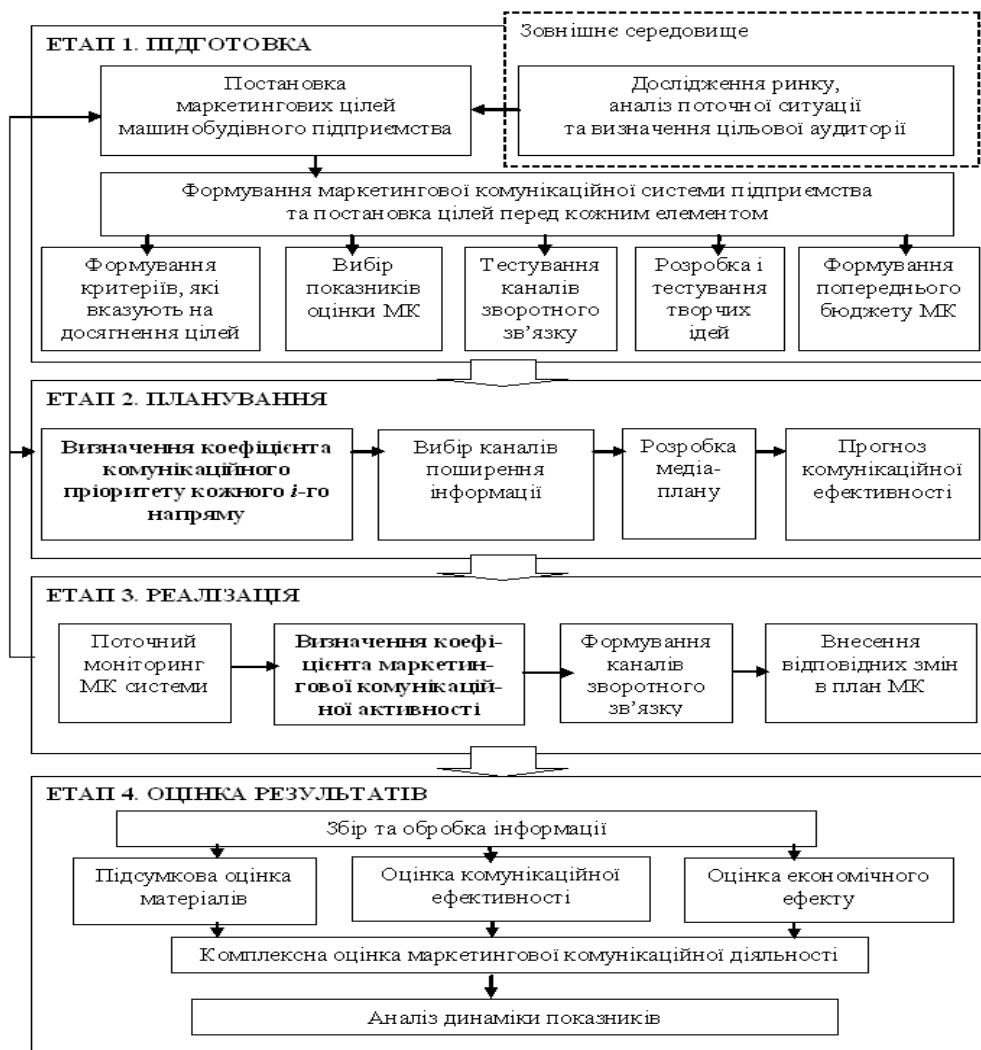 Зовнішнє середовище
ЕТАП 1. ПІДГОТОВКА
Постановка
маркетингових цілей
машинобудівного підприємства
Дослідження ринку,
аналіз поточної ситуації
та визначення цільової аудиторії
Формування маркетингової комунікаційної системи підприємства
та постановка цілей перед кожним елементом
Формування
критеріїв, які
вказують на
досягнення цілей
Вибір
показників
оцінки МК
Тестування
каналів
зворотного
зв’язку
Розробка і
тестування
творчих
ідей
Формування
попереднього
бюджету МК
ЕТАП 2. ПЛАНУВАННЯ
Визначення коефіцієнта
комунікаційного
пріоритету кожного і-го
напряму
Вибір каналів
поширення
інформації
Розробка
медіа-
плану
Прогноз
комунікаційної
ефективності
ЕТАП 3. РЕАЛІЗАЦІЯ
Поточний
моніторинг
МК системи
Визначення коефі-
цієнта маркетин-
гової комунікацій-
ної активності
Формування
каналів
зворотного
зв’язку
Внесення
відповідних змін
в план МК
ЕТАП 4. ОЦІНКА РЕЗУЛЬТАТІВ
Збір та обробка інформації
Підсумкова оцінка
матеріалів
Оцінка комунікаційної
ефективності
Оцінка економічного
ефекту
Комплексна оцінка маркетингової комунікаційної діяльності
Аналіз динаміки показників